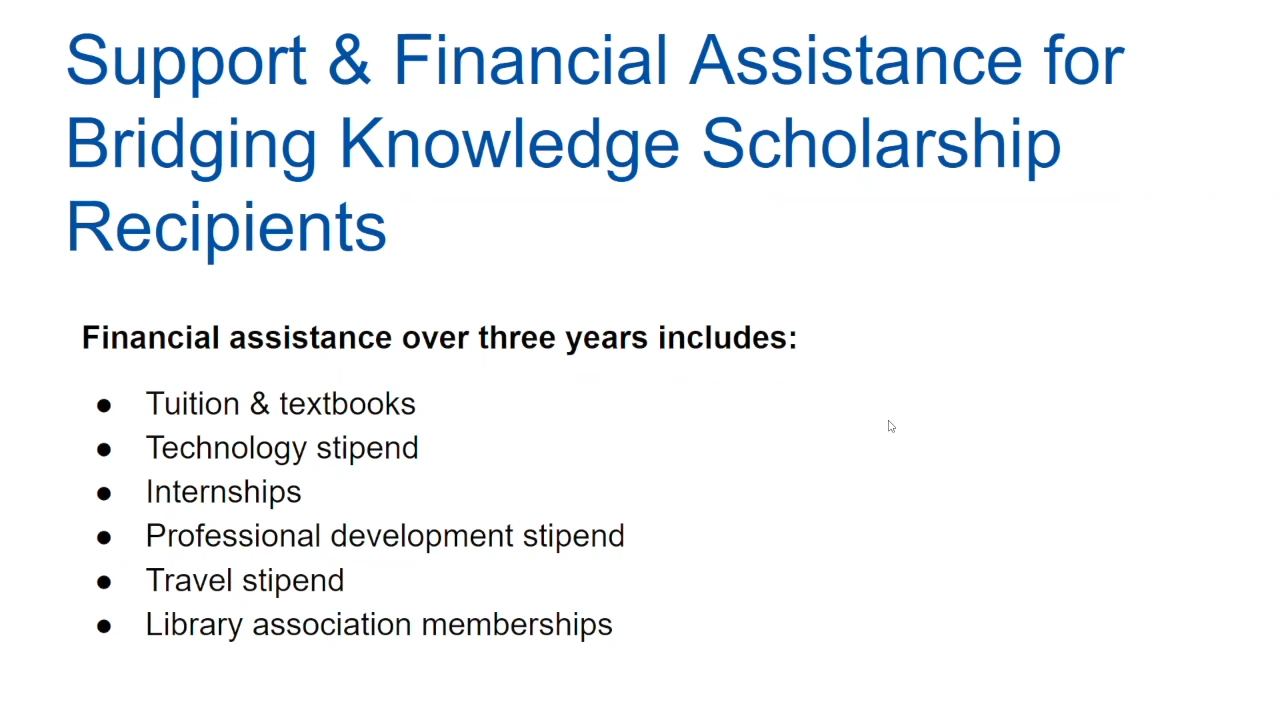 Support & Financial Assistance for
Bridging Knowledge Scholarship
Recipients
Financial assistance over three years includes:
● Tuition & textbooks
● Technology stipend
● Internships
● Professional development stipend
● Travel stipend
● Library association memberships